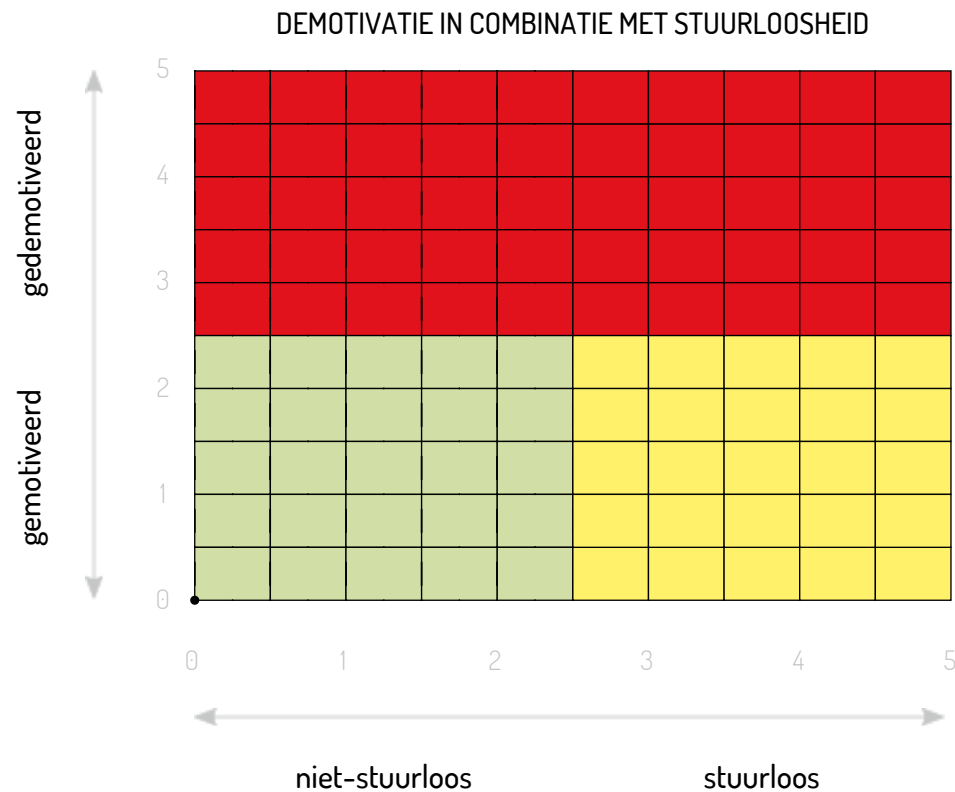 DEMOTIVATIE IN COMBINATIE MET STUURLOOSHEID
gedemotiveerd
gemotiveerd
5
4
3
2
1
0
0 1 2 3 4 5
niet-stuurloos stuurloos